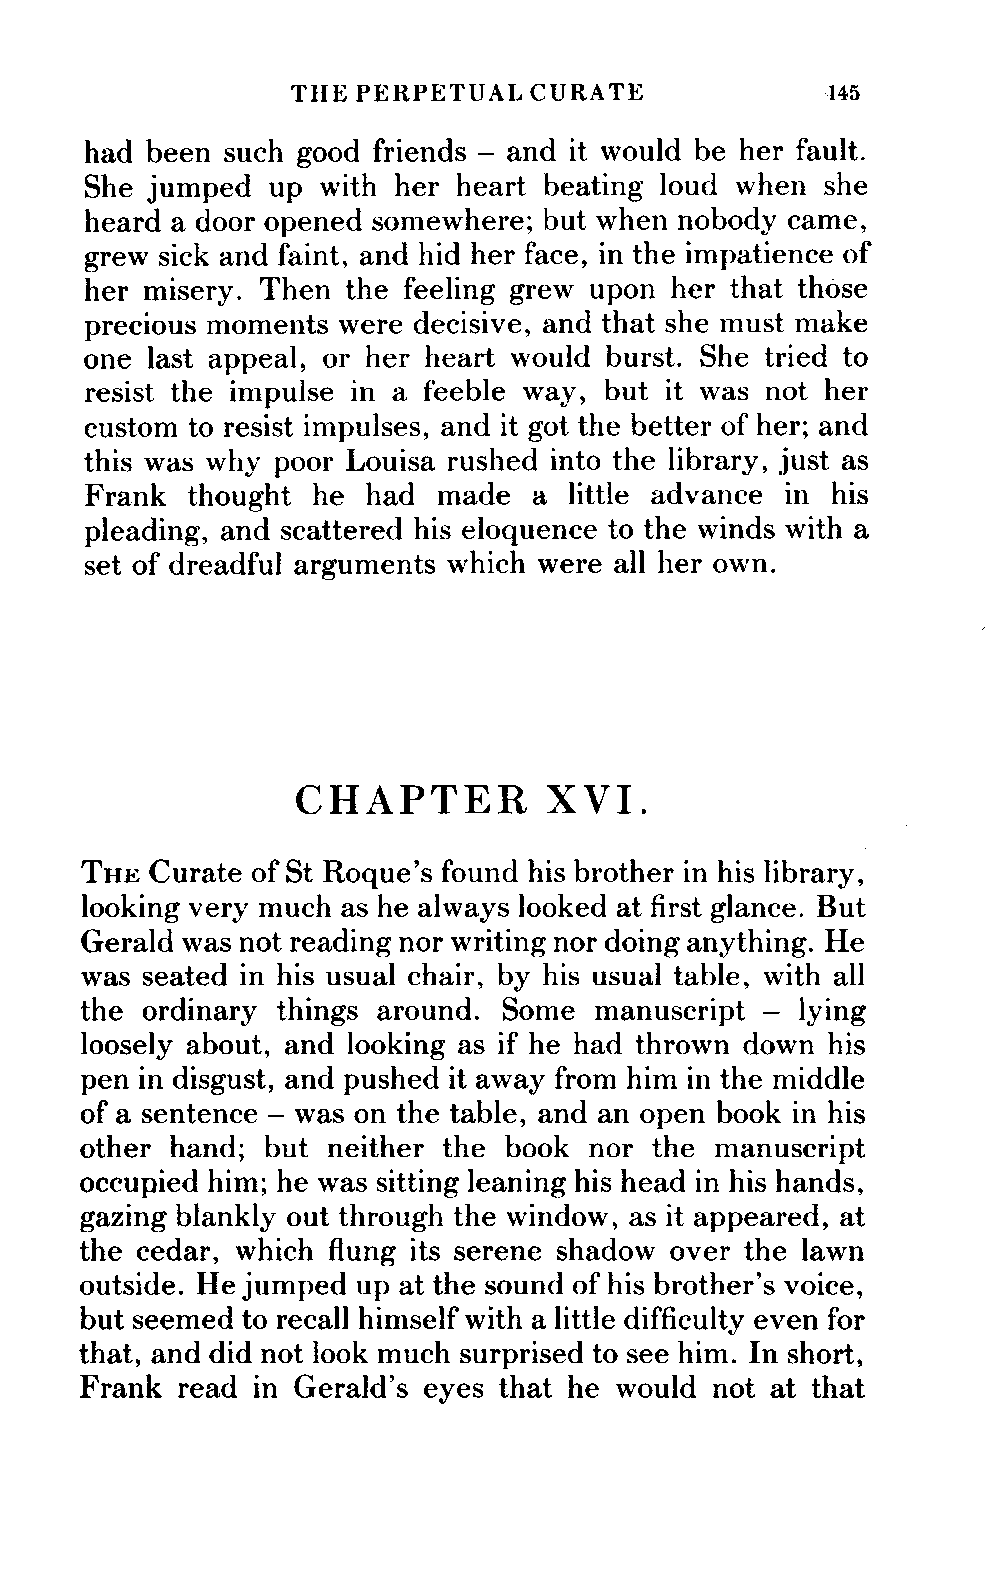 THE PERPETUAL CURATE 145
had been such good friends – and it would be her fault.
She jumped up with her heart beating loud when she
heard a door opened somewhere; but when nobody came,
grew sick and faint, and hid her face, in the impatience of
her misery. Then the feeling grew upon her that those
precious moments were decisive, and that she must make
one last appeal, or her heart would burst. She tried to
resist the impulse in a feeble way, but it was not her
custom to resist impulses, and it got the better of her; and
this was why poor Louisa rushed into the library, just as
Frank thought he had made a little advance in his
pleading, and scattered his eloquence to the winds with a
set of dreadful arguments which were all her own.
CHAPTER XVI.
THE Curate of St Roque's found his brother in his library,
looking very much as he always looked at first glance. But
Gerald was not reading nor writing nor doing anything. He
was seated in his usual chair, by his usual table, with all
the ordinary things around. Some manuscript – lying
loosely about, and looking as if he had thrown down his
pen in disgust, and pushed it away from him in the middle
of a sentence – was on the table, and an open book in his
other hand; but neither the book nor the manuscript
occupied him; he was sitting leaning his head in his hands,
gazing blankly out through the window, as it appeared, at
the cedar, which flung its serene shadow over the lawn
outside. He jumped up at the sound of his brother's voice,
but seemed to recall himself with a little difficulty even for
that, and did not look much surprised to see him. In short,
Frank read in Gerald's eyes that he would not at that